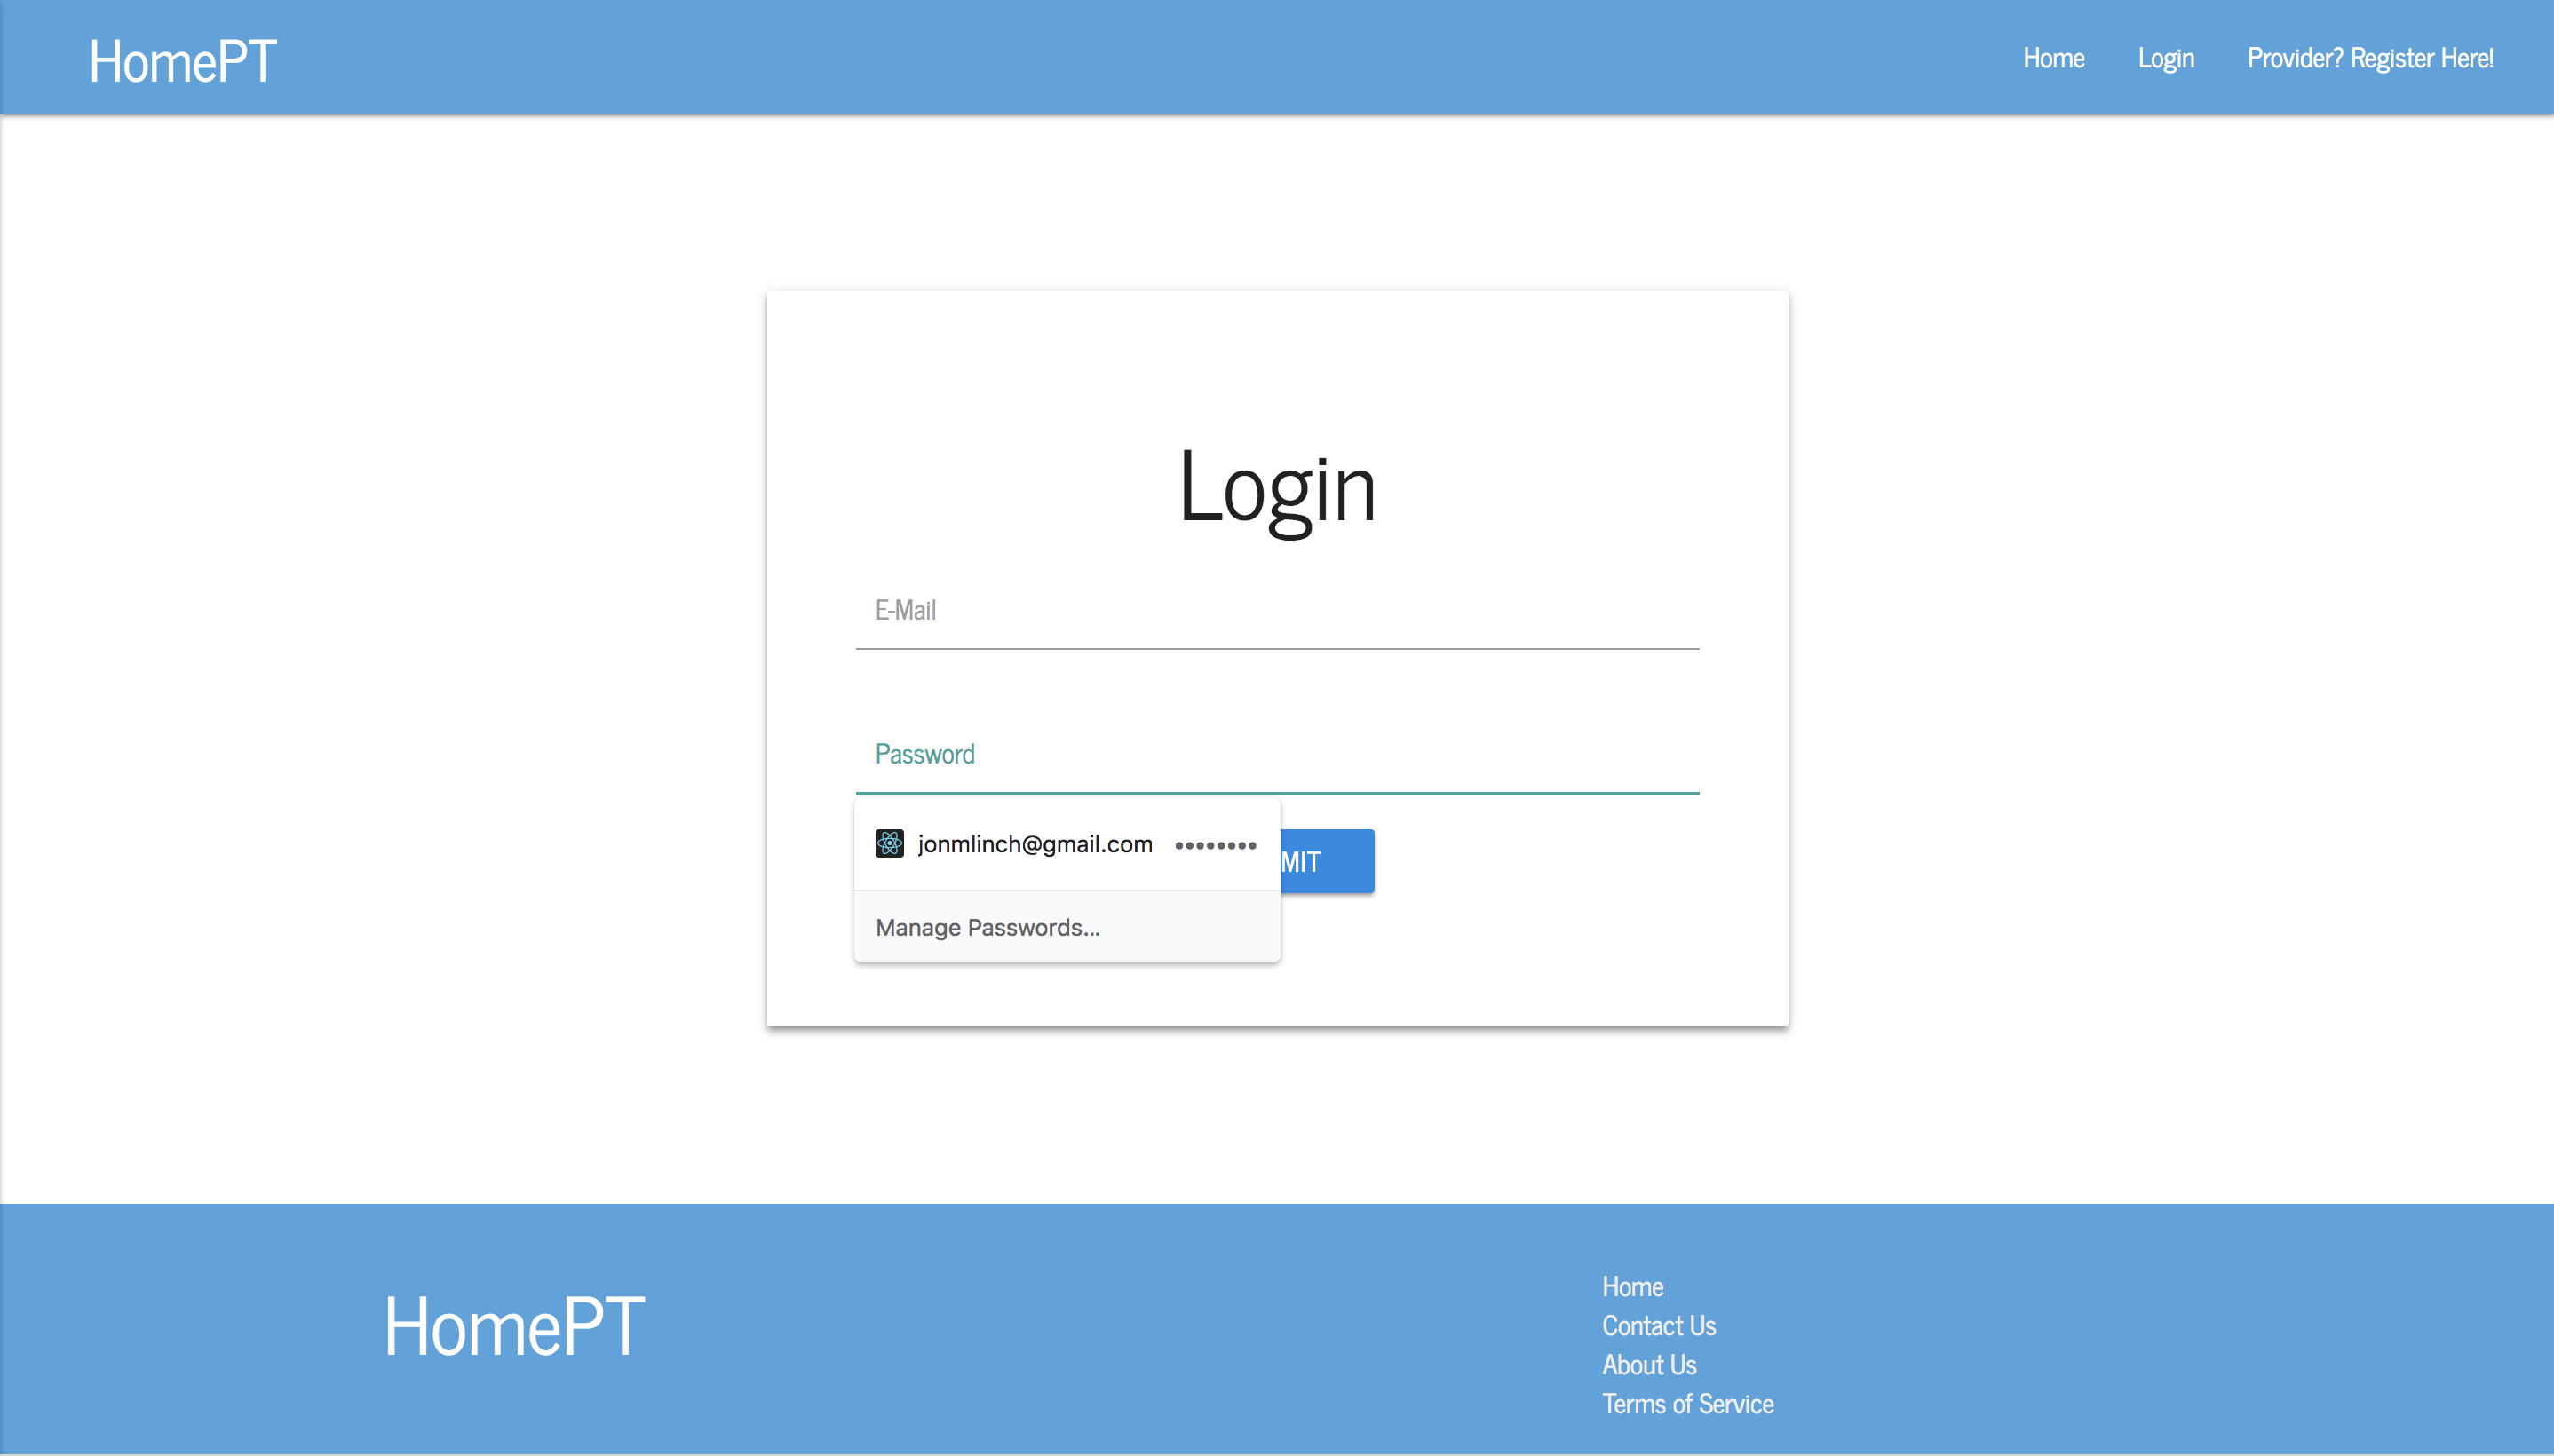 HomePT
Home
Login
Provider? Register Here!
Login
E-Mail
Password
jonmlinch@gmail.com ••••••••
MIT
Manage Passwords...
HomePT
Home
Contact Us
About Us
Terms of Service